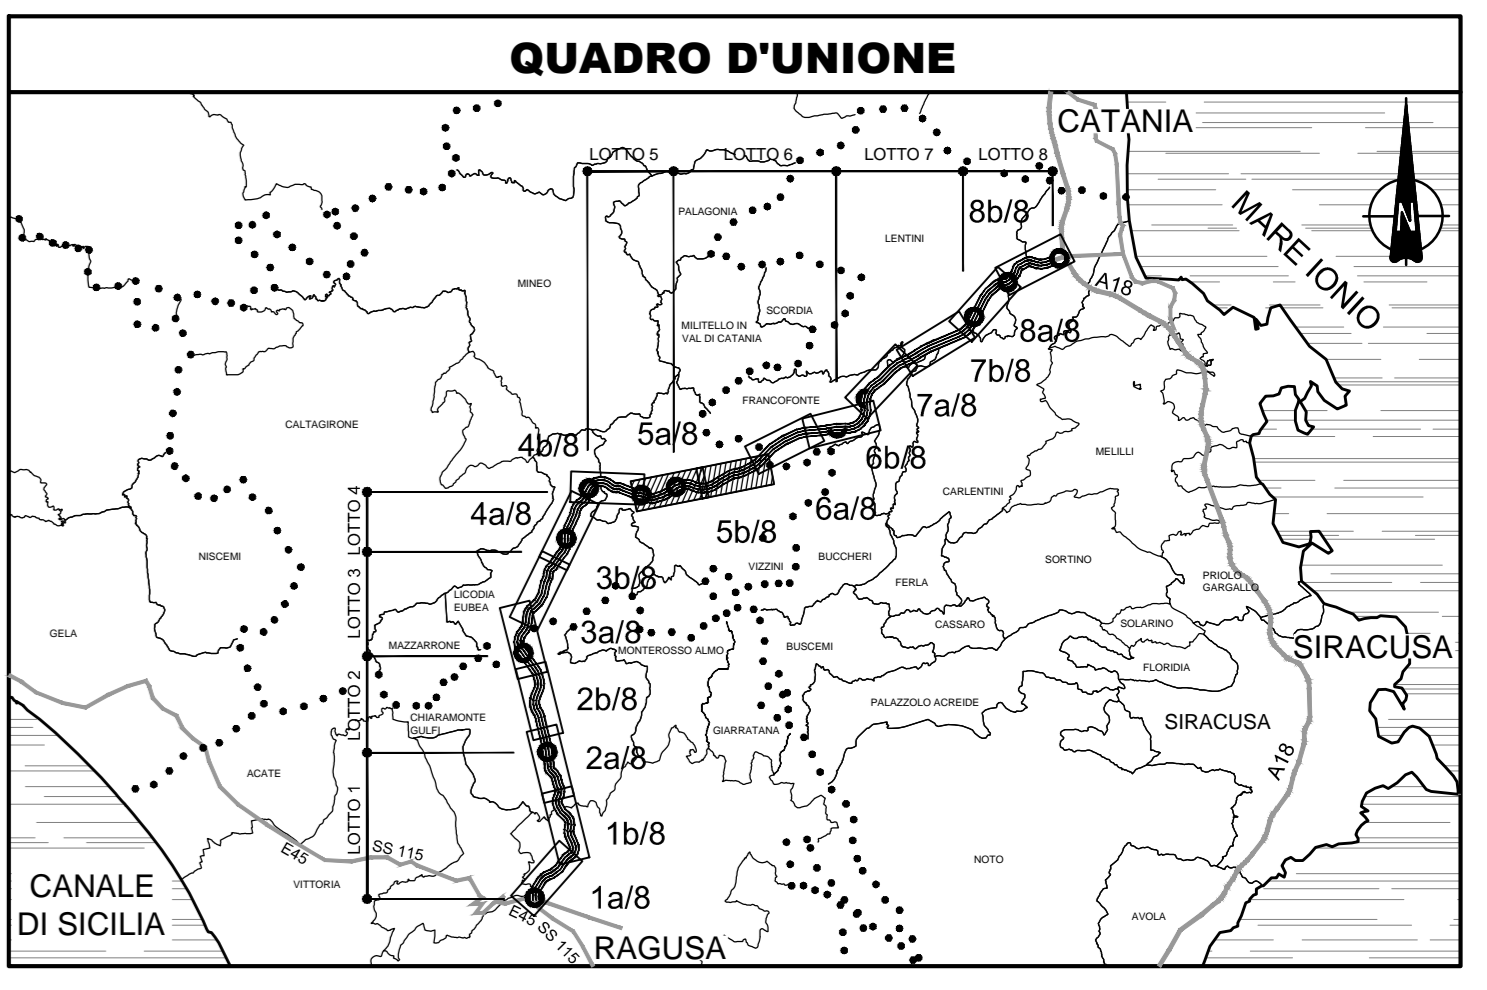 QUADRO D'UNIONE
CATANIA
LOTTO 5
LOTTO 6
LOTTO 7
LOTTO 8
8b/8
PALAGONIA
LENTINI
MARE IONIO
N
MINEO
A18
SCORDIA
MILITELLO IN
VAL DI CATANIA
8a/8
7b/8
FRANCOFONTE
7a/8
CALTAGIRONE
5a/8
4b/8
6b/8
MELILLI
CARLENTINI
4a/8
6a/8
LOTTO 4
5b/8
NISCEMI
VIZZINI
BUCCHERI
SORTINO
3b/8
FERLA
PRIOLO
GARGALLO
LICODIA
EUBEA
LOTTO 3
GELA
3a/8
CASSARO
SOLARINO
MAZZARRONE
MONTEROSSO ALMO
BUSCEMI
SIRACUSA
FLORIDIA
2b/8
LOTTO 2
PALAZZOLO ACREIDE
CHIARAMONTE
GULFI
GIARRATANA
SIRACUSA
2a/8
ACATE
A18
LOTTO 1
1b/8
E45
SS 115
NOTO
VITTORIA
CANALE
DI SICILIA
1a/8
E45 SS 115
AVOLA
RAGUSA